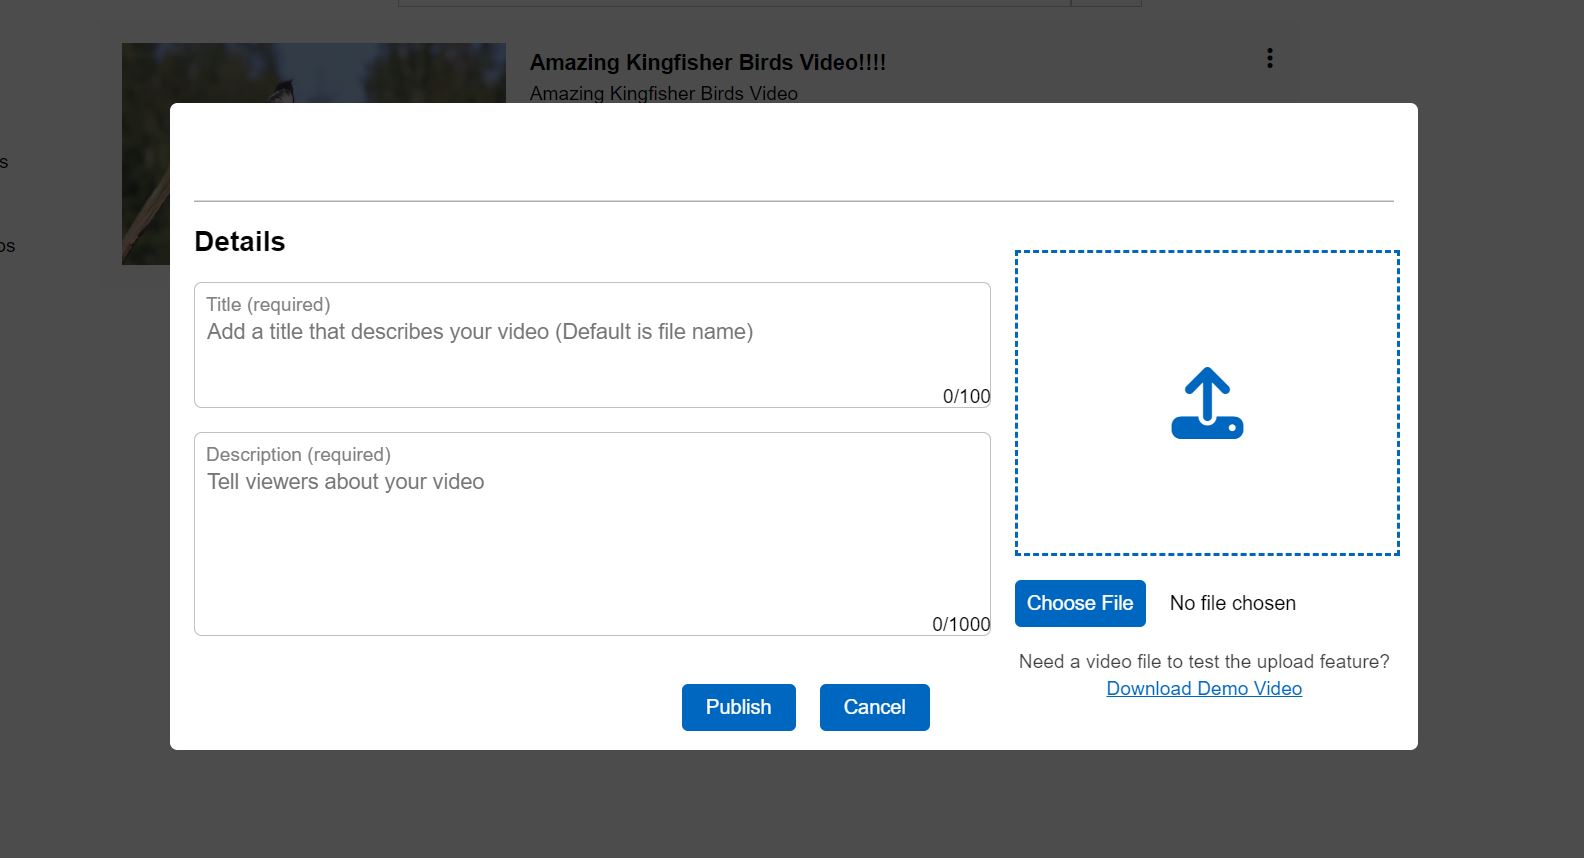 Amazing Kingfisher Birds Video!!!!
Amazing Kingfisher Birds Video
s
os
Details
Title (required)
Add a title that describes your video (Default is file name)
0/100
Description (required)
Tell viewers about your video
0/1000
Choose File No file chosen
Need a video file to test the upload feature?
Download Demo Video
Publish Cancel